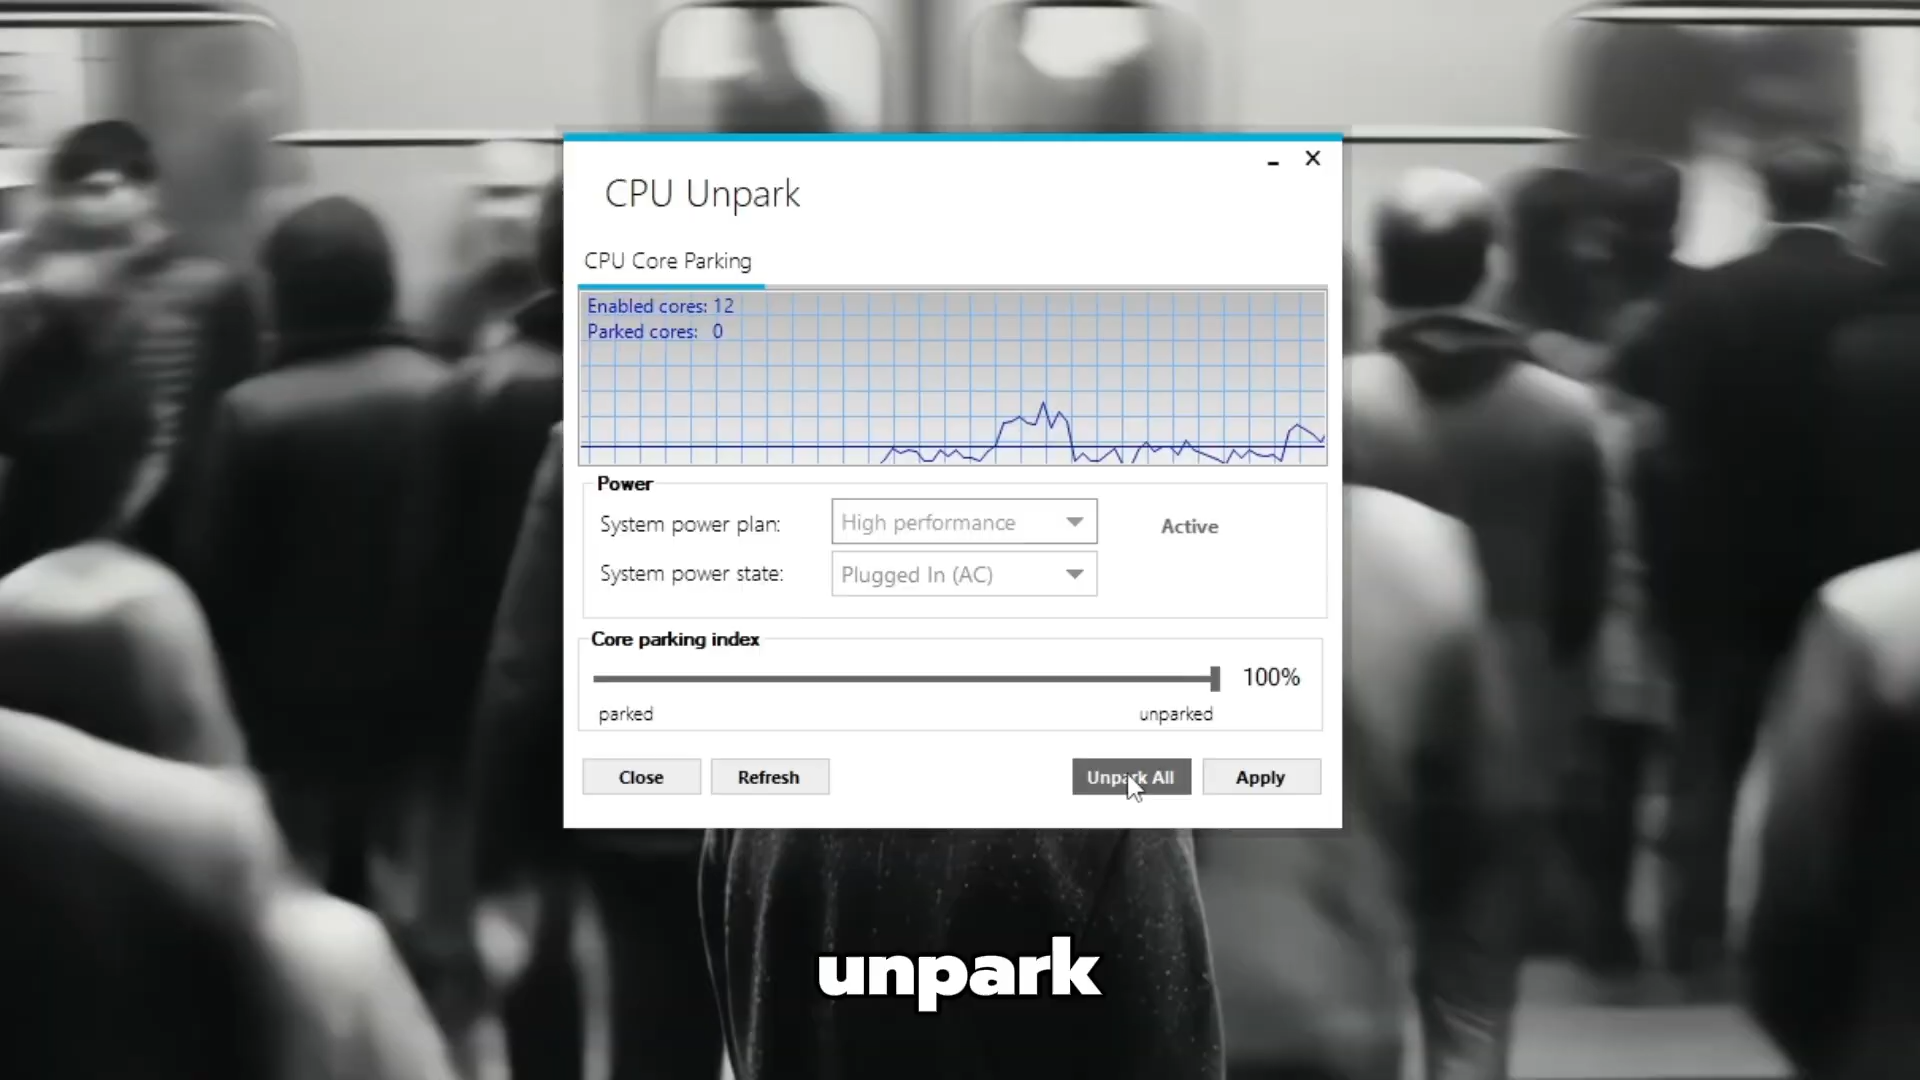 CPU Unpark
CPU Core Parking
Enabled cores: 12
Parked cores: 0
Power
System power plan:
High performance
Active
System power state:
Plugged In (AC)
Core parking index
100%
parked
unparked
Close
Refresh
Unpark All
Apply
unpark